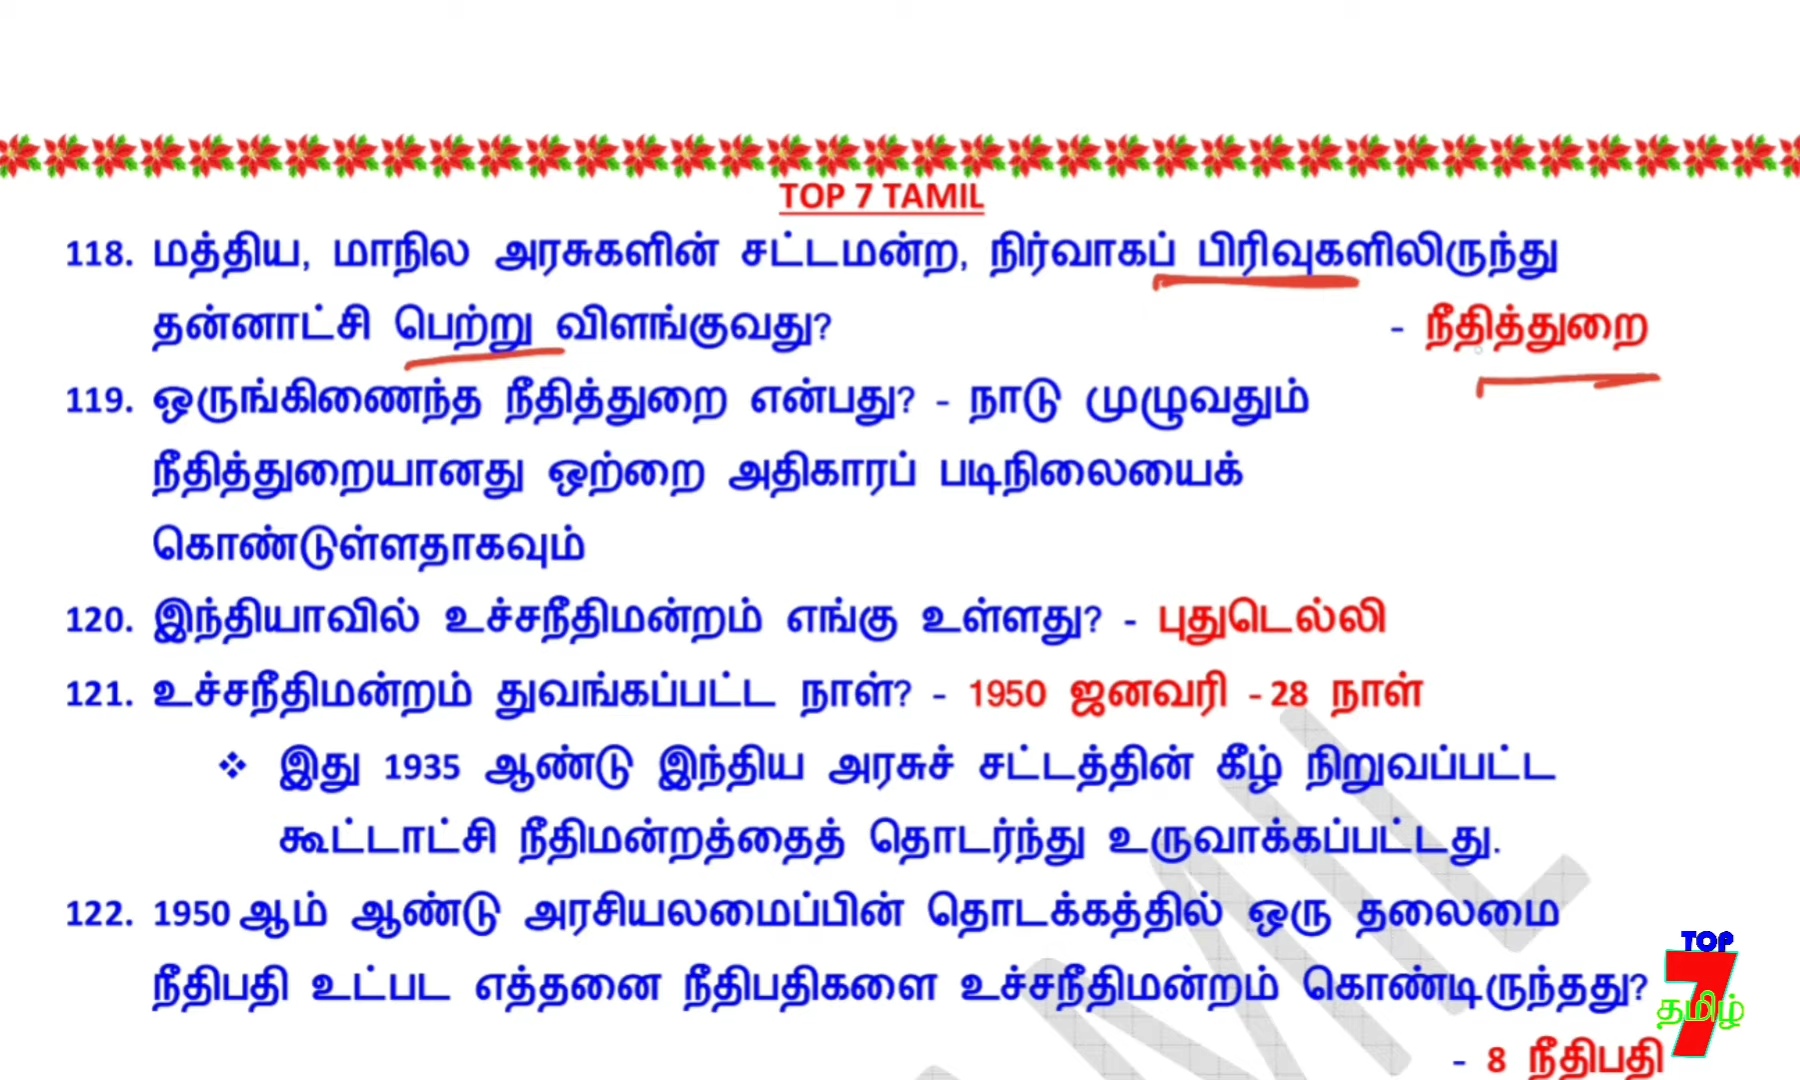 TOP 7 TAMIL
118. மத்திய, மாநில அரசுகளின் சட்டமன்ற, நிர்வாகப் பிரிவுகளிலிருந்து
தன்னாட்சி பெற்று விளங்குவது? - நீதித்துறை
119. ஒருங்கிணைந்த நீதித்துறை என்பது? - நாடு முழுவதும்
நீதித்துறையானது ஒற்றை அதிகாரப் படிநிலையைக்
கொண்டுள்ளதாகவும்
120. இந்தியாவில் உச்சநீதிமன்றம் எங்கு உள்ளது? - புதுடெல்லி
121. உச்சநீதிமன்றம் துவங்கப்பட்ட நாள்? - 1950 ஜனவரி - 28 நாள்
❖ இது 1935 ஆண்டு இந்திய அரசுச் சட்டத்தின் கீழ் நிறுவப்பட்ட
கூட்டாட்சி நீதிமன்றத்தைத் தொடர்ந்து உருவாக்கப்பட்டது.
122. 1950 ஆம் ஆண்டு அரசியலமைப்பின் தொடக்கத்தில் ஒரு தலைமை
நீதிபதி உட்பட எத்தனை நீதிபதிகளை உச்சநீதிமன்றம் கொண்டிருந்தது?
- 8 நீதிபதி
TOP
7
தமிழ்